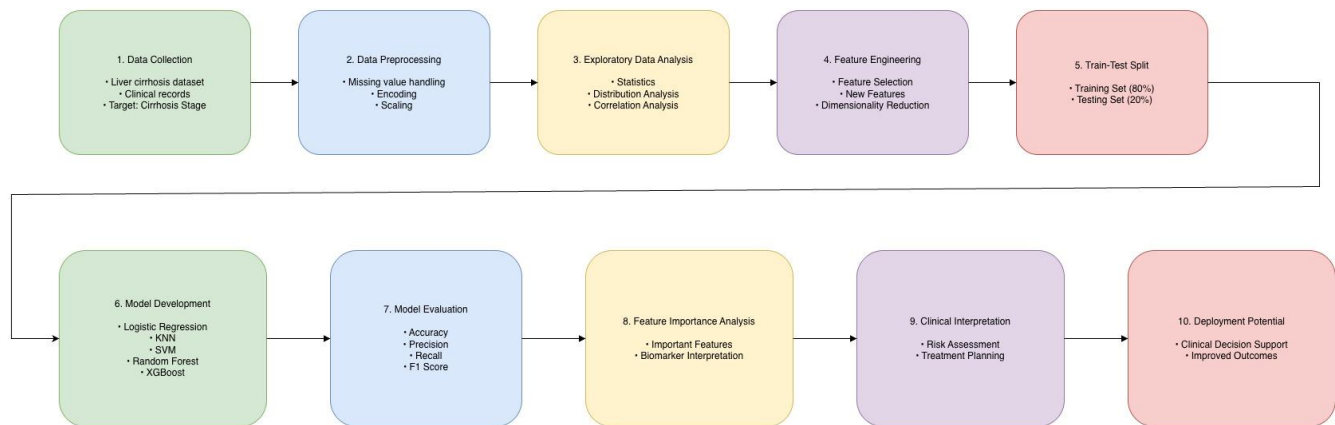 1. Data Collection
• Liver cirrhosis dataset
• Clinical records
• Target: Cirrhosis Stage
2. Data Preprocessing
• Missing value handling
• Encoding
• Scaling
3. Exploratory Data Analysis
• Statistics
• Distribution Analysis
• Correlation Analysis
4. Feature Engineering
• Feature Selection
• New Features
• Dimensionality Reduction
5. Train-Test Split
• Training Set (80%)
• Testing Set (20%)
6. Model Development
• Logistic Regression
• KNN
• SVM
• Random Forest
• XGBoost
7. Model Evaluation
• Accuracy
• Precision
• Recall
• F1 Score
8. Feature Importance Analysis
• Important Features
• Biomarker Interpretation
9. Clinical Interpretation
• Risk Assessment
• Treatment Planning
10. Deployment Potential
• Clinical Decision Support
• Improved Outcomes